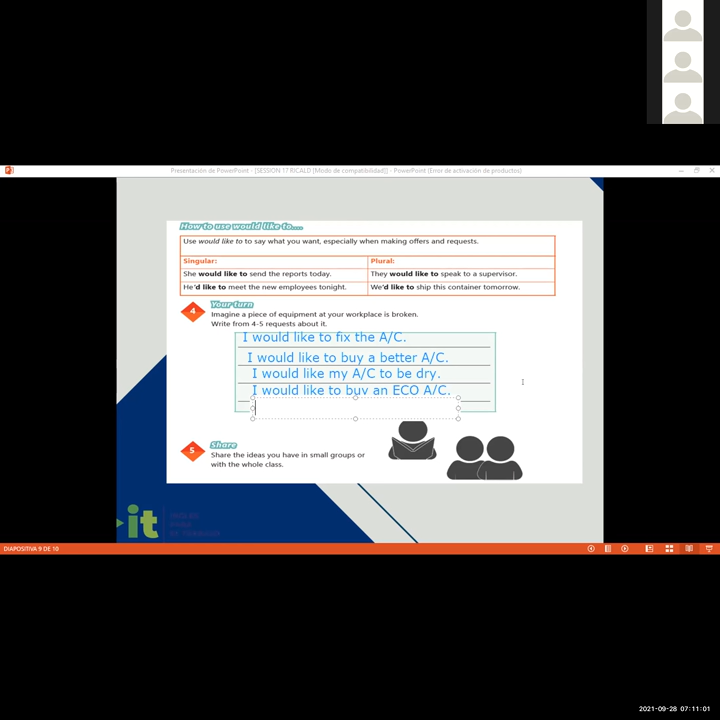 Presentación de PowerPoint - [SESSION 17 RICALD [Modo de compatibilidad]] - PowerPoint (Error de activación de productos)
How to use would like to....
Use would like to to say what you want, especially when making offers and requests.
Singular: Plural:
She would like to send the reports today. They would like to speak to a supervisor.
He'd like to meet the new employees tonight. We'd like to ship this container tomorrow.
4 Your turn
Imagine a piece of equipment at your workplace is broken.
Write from 4-5 requests about it.
I would like to fix the A/C.
I would like to buy a better A/C.
I would like my A/C to be dry.
I would like to buy an ECO A/C.
5 Share
Share the ideas you have in small groups or
with the whole class.
it
DIAPOSITIVA 9 DE 10
2021-09-28 07:11:01